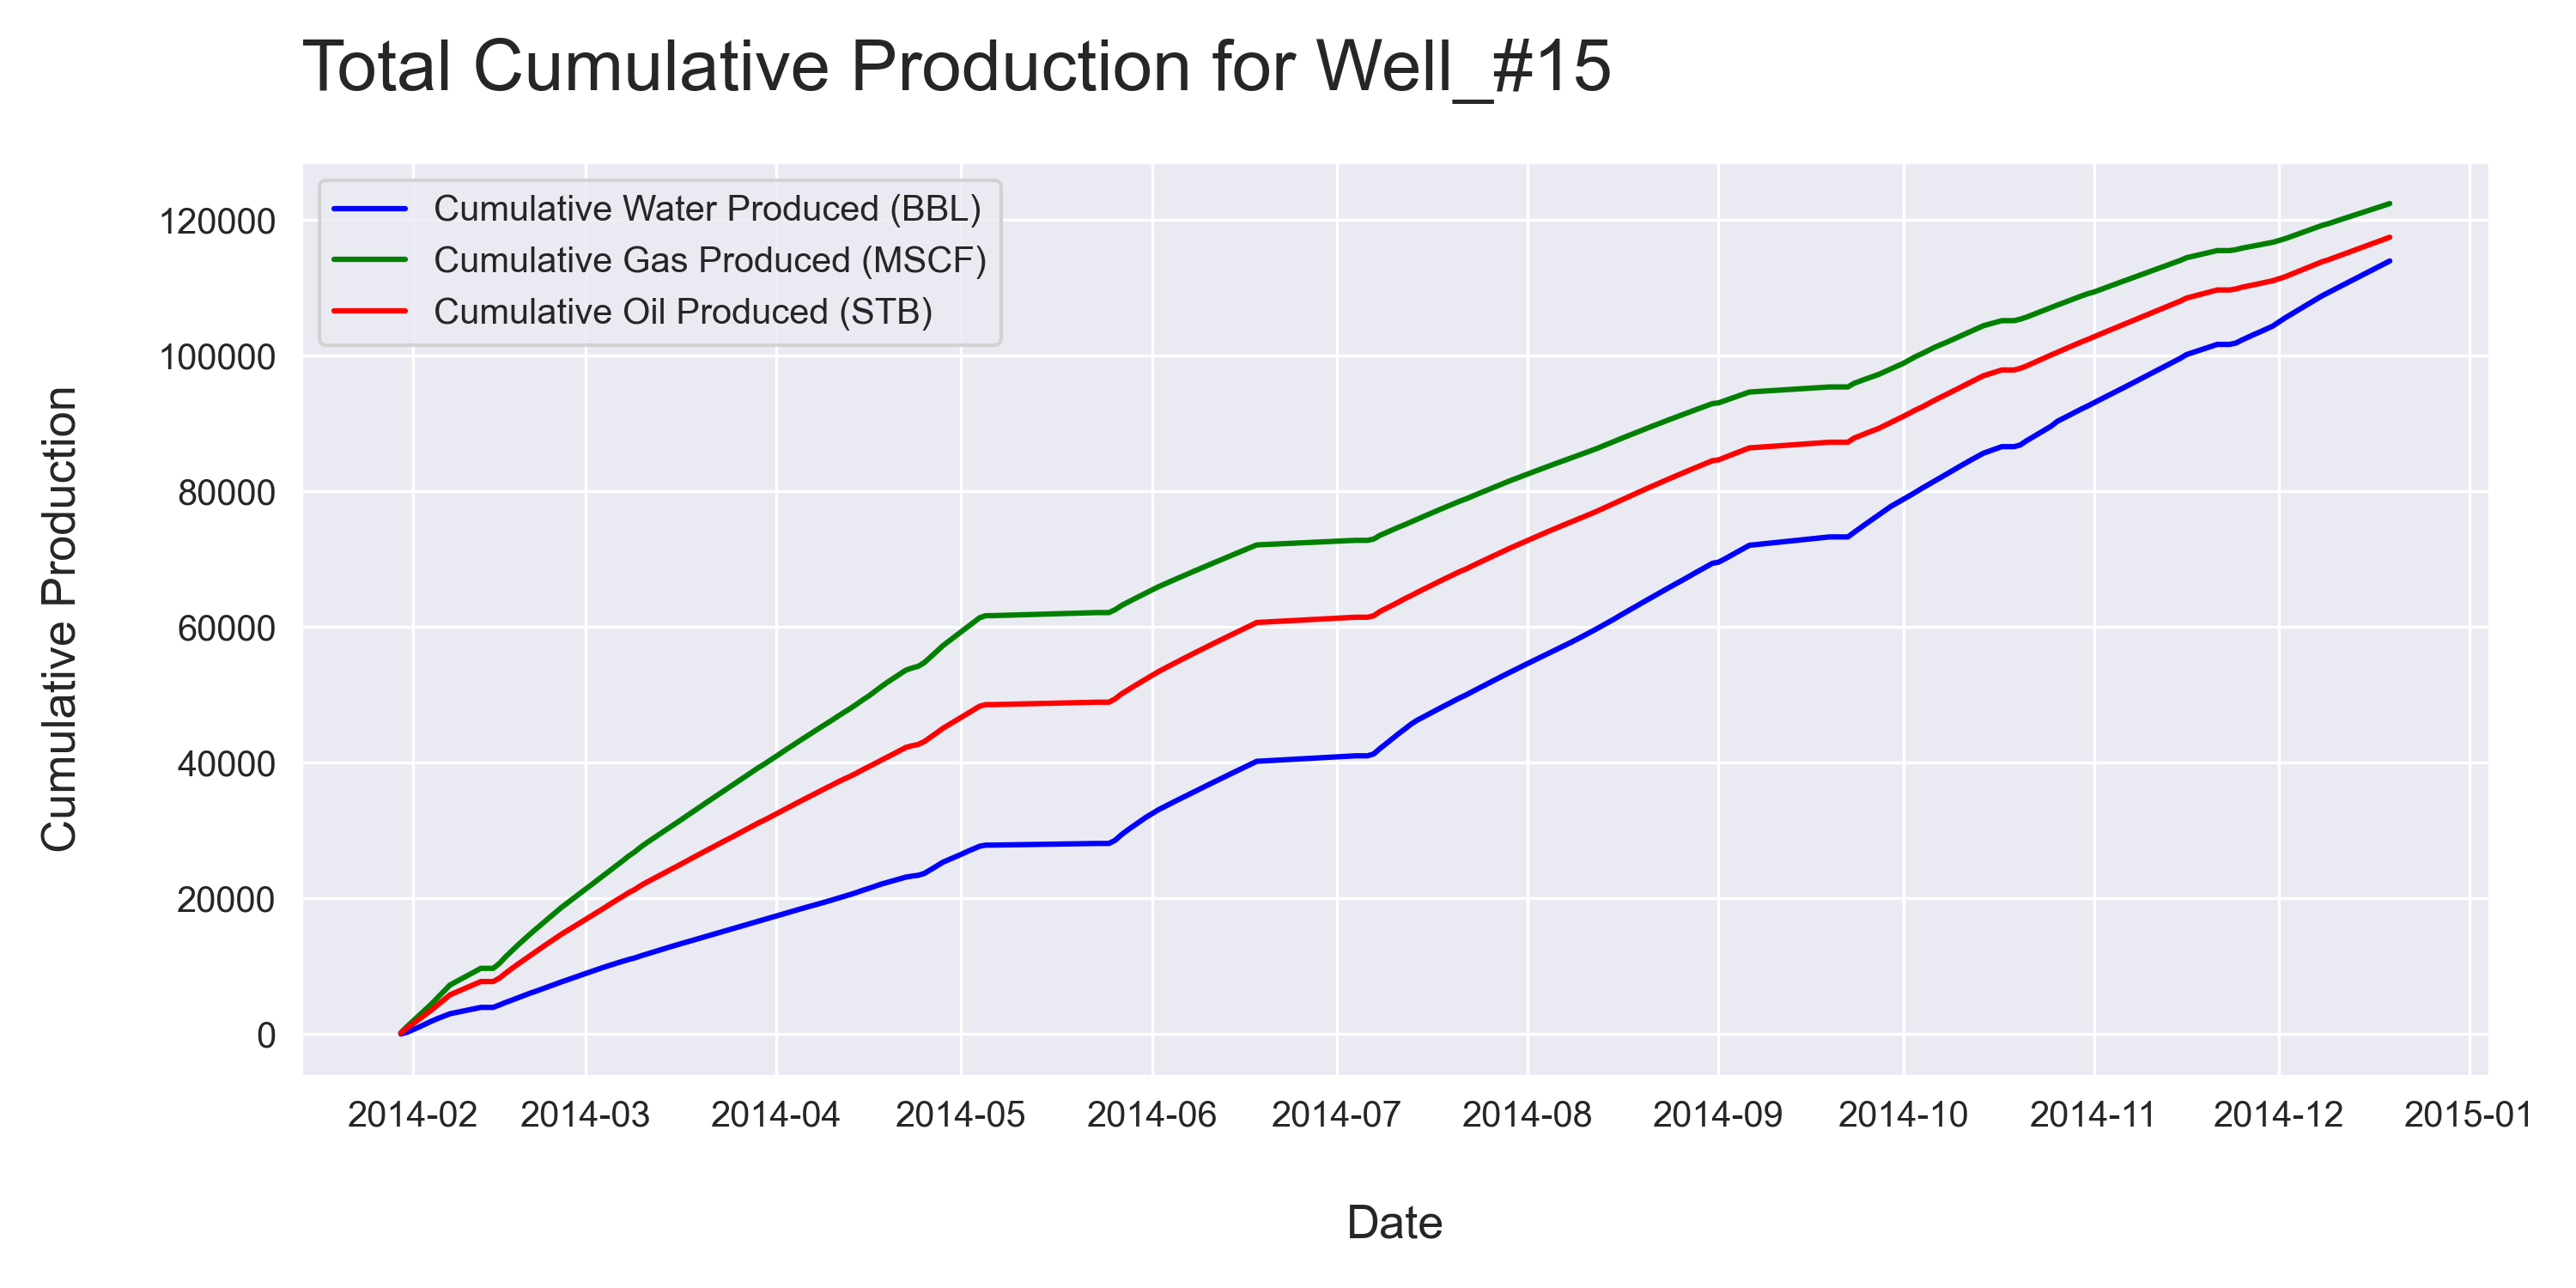 Total Cumulative Production for Well_#15
Cumulative Water Produced (BBL)
Cumulative Gas Produced (MSCF)
Cumulative Oil Produced (STB)
Cumulative Production
120000
100000
80000
60000
40000
20000
0
2014-02 2014-03 2014-04 2014-05 2014-06 2014-07 2014-08 2014-09 2014-10 2014-11 2014-12 2015-01
Date